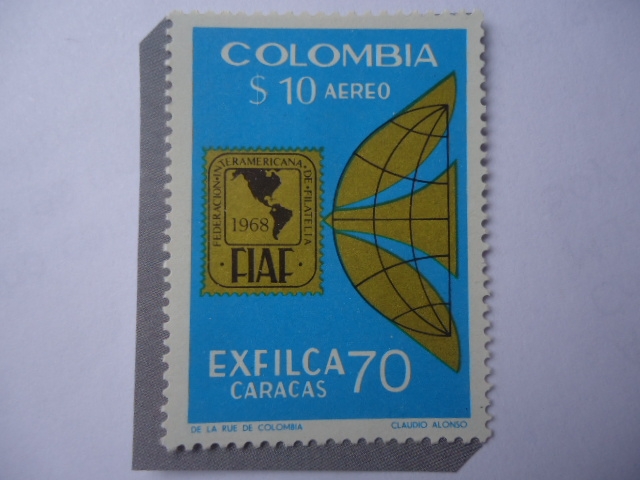 COLOMBIA
$ 10 AEREO
FEDERACION·INTERAMERICANA·DE·FILATELIA
1968
·FIAF·
EXFILCA 70
CARACAS
DE LA RUE DE COLOMBIA
CLAUDIO ALONSO